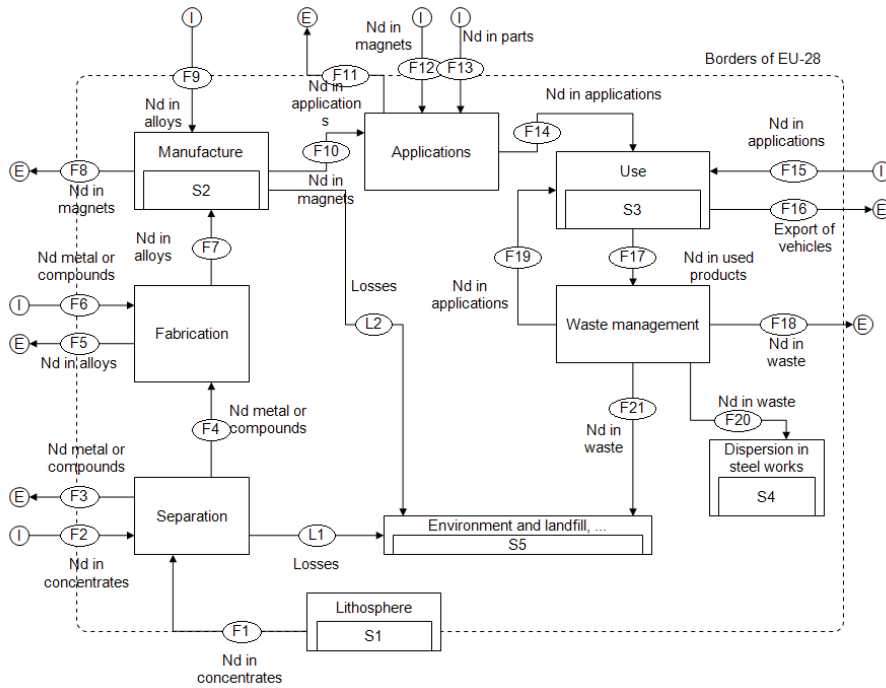 E
I
Nd in
magnets
I
I
Nd in parts
Borders of EU-28
F9
F11
F12
F13
Nd in
alloys
Nd in
application
s
Nd in applications
F14
Nd in
applications
Manufacture
F10
Applications
Use
F15
I
E
F8
S2
Nd in
magnets
Nd in
magnets
S3
F16
E
Export of
vehicles
Nd in
alloys
F7
F19
F17
Nd in used
products
Nd metal or
compounds
Nd in
applications
Losses
I
F6
Fabrication
L2
Waste management
F18
E
E
F5
Nd in alloys
Nd in
waste
Nd metal or
compounds
F4
F21
Nd in waste
F20
Nd in
waste
Nd metal or
compounds
Dispersion in
steel works
S4
E
F3
Separation
I
F2
L1
Environment and landfill, ...
S5
Nd in
concentrates
Losses
Lithosphere
S1
F1
Nd in
concentrates